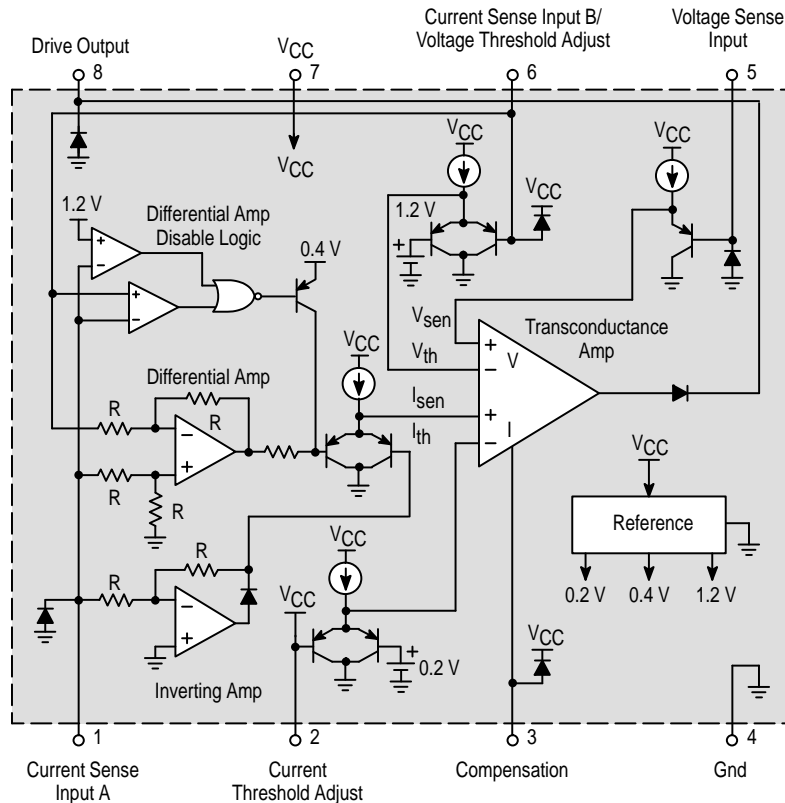 Drive Output
8
VCC
7
Current Sense Input B/
Voltage Threshold Adjust
6
Voltage Sense
Input
5
VCC
1.2 V
Differential Amp
Disable Logic
0.4 V
+
−
+
−
VCC
1.2 V
+
VCC
VCC
Vsen
Vth
Isen
Ith
+
V
−
+
I
−
Transconductance
Amp
VCC
Differential Amp
R
R
−
+
R
R
VCC
Reference
0.2 V
0.4 V
1.2 V
R
R
−
+
Inverting Amp
VCC
VCC
+
0.2 V
VCC
1
2
3
4
Current Sense
Input A
Current
Threshold Adjust
Compensation
Gnd